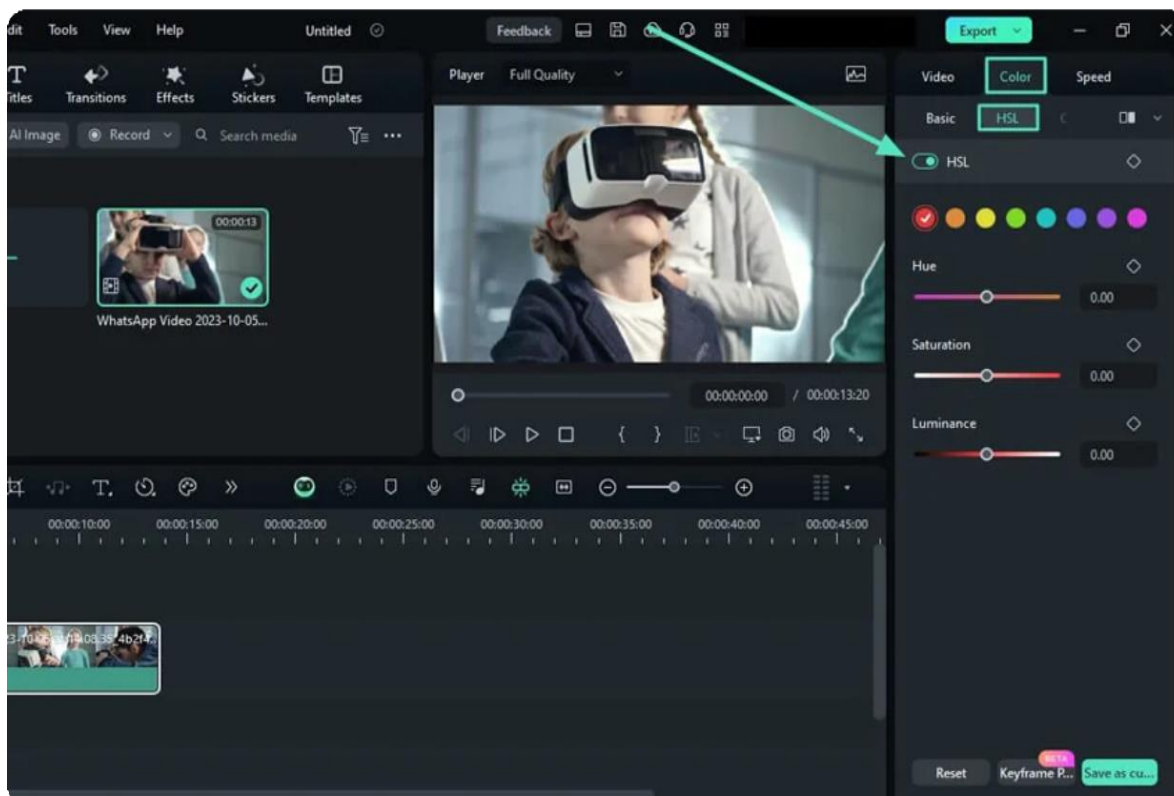 dit Tools View Help Untitled Feedback Export
T
Titles Transitions Effects Stickers Templates
AI Image Record Search media
00:00:13
WhatsApp Video 2023-10-05...
Player Full Quality
00:00:00:00 / 00:00:13:20
{ }
Video Color Speed
Basic HSL
HSL
Hue
0.00
Saturation
0.00
Luminance
0.00
00:00:10:00 00:00:15:00 00:00:20:00 00:00:25:00 00:00:30:00 00:00:35:00 00:00:40:00 00:00:45:00
BETA
Reset Keyframe P... Save as cu...